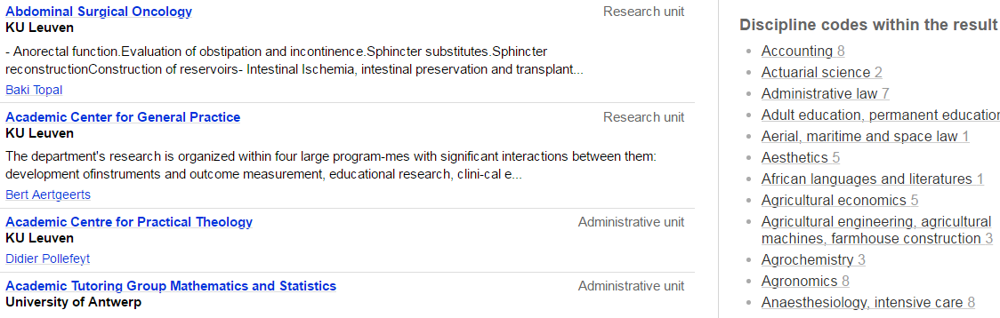 Abdominal Surgical Oncology Research unit
KU Leuven
- Anorectal function.Evaluation of obstipation and incontinence.Sphincter substitutes.Sphincter
reconstructionConstruction of reservoirs- Intestinal Ischemia, intestinal preservation and transplant...
Baki Topal
Academic Center for General Practice Research unit
KU Leuven
The department's research is organized within four large program-mes with significant interactions between them:
development ofinstruments and outcome measurement, educational research, clini-cal e...
Bert Aertgeerts
Academic Centre for Practical Theology Administrative unit
KU Leuven
Didier Pollefeyt
Academic Tutoring Group Mathematics and Statistics Administrative unit
University of Antwerp
Discipline codes within the result
Accounting 8
Actuarial science 2
Administrative law 7
Adult education, permanent education
Aerial, maritime and space law 1
Aesthetics 5
African languages and literatures 1
Agricultural economics 5
Agricultural engineering, agricultural
machines, farmhouse construction 3
Agrochemistry 3
Agronomics 8
Anaesthesiology, intensive care 8